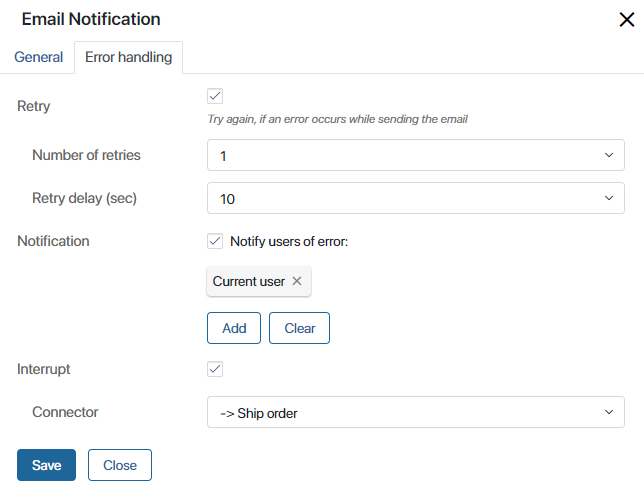 Email Notification
General
Error handling
Retry
Try again, if an error occurs while sending the email
Number of retries
1
Retry delay (sec)
10
Notification
Notify users of error:
Current user
Add
Clear
Interrupt
Connector
-> Ship order
Save
Close